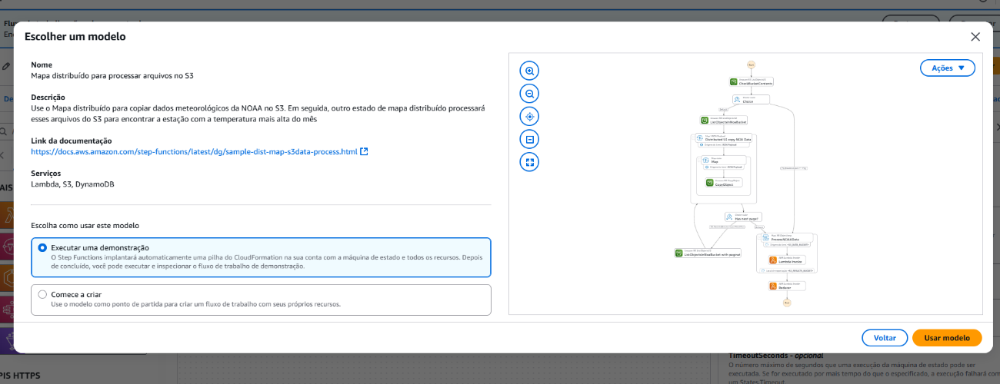 Escolher um modelo
Nome
Mapa distribuído para processar arquivos no S3
Descrição
Use o Mapa distribuído para copiar dados meteorológicos da NOAA no S3. Em seguida, outro estado de mapa distribuído processará
esses arquivos do S3 para encontrar a estação com a temperatura mais alta do mês
Link da documentação
https://docs.aws.amazon.com/step-functions/latest/dg/sample-dist-map-s3data-process.html
Serviços
Lambda, S3, DynamoDB
Escolha como usar este modelo
Executar uma demonstração
O Step Functions implantará automaticamente uma pilha do CloudFormation na sua conta com a máquina de estado e todos os recursos. Depois
de concluído, você pode executar e inspecionar o fluxo de trabalho de demonstração.
Comece a criar
Use o modelo como ponto de partida para criar um fluxo de trabalho com seus próprios recursos.
Ações
CheckBucketContents
Choice
ListObjectsInNoaaBucket
Distributed S3 copy NOA Data
Map
CopyObject
Has next page?
ListObjectsInNoaaBucket with paginat
ProcessNOAAData
Lambda Invoke
Reducer
Voltar
Usar modelo
TimeoutSeconds - opcional
O número máximo de segundos que uma execução da máquina de estado pode ser
executada. Se for executado por mais tempo do que o especificado, a execução falhará com
um States.Timeout
PIS HTTPS